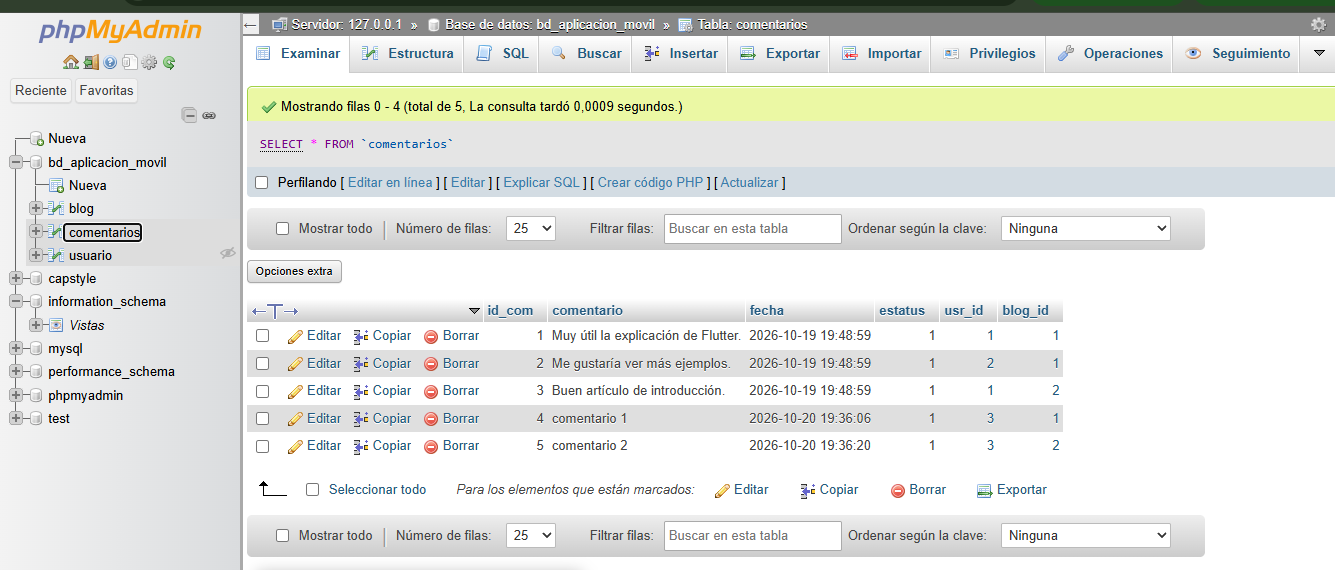 phpMyAdmin
Reciente Favoritas
Nueva
bd_aplicacion_movil
Nueva
blog
comentarios
usuario
capstyle
information_schema
Vistas
mysql
performance_schema
phpmyadmin
test
Servidor: 127.0.0.1 » Base de datos: bd_aplicacion_movil » Tabla: comentarios
Examinar Estructura SQL Buscar Insertar Exportar Importar Privilegios Operaciones Seguimiento
Mostrando filas 0 - 4 (total de 5, La consulta tardó 0,0009 segundos.)
SELECT * FROM `comentarios`
Perfilando [ Editar en línea ] [ Editar ] [ Explicar SQL ] [ Crear código PHP ] [ Actualizar ]
Mostrar todo | Número de filas: 25 Filtrar filas: Buscar en esta tabla Ordenar según la clave: Ninguna
Opciones extra
id_com comentario fecha estatus usr_id blog_id
Editar Copiar Borrar 1 Muy útil la explicación de Flutter. 2026-10-19 19:48:59 1 1 1
Editar Copiar Borrar 2 Me gustaría ver más ejemplos. 2026-10-19 19:48:59 1 2 1
Editar Copiar Borrar 3 Buen artículo de introducción. 2026-10-19 19:48:59 1 1 2
Editar Copiar Borrar 4 comentario 1 2026-10-20 19:36:06 1 3 1
Editar Copiar Borrar 5 comentario 2 2026-10-20 19:36:20 1 3 2
Seleccionar todo Para los elementos que están marcados: Editar Copiar Borrar Exportar
Mostrar todo | Número de filas: 25 Filtrar filas: Buscar en esta tabla Ordenar según la clave: Ninguna